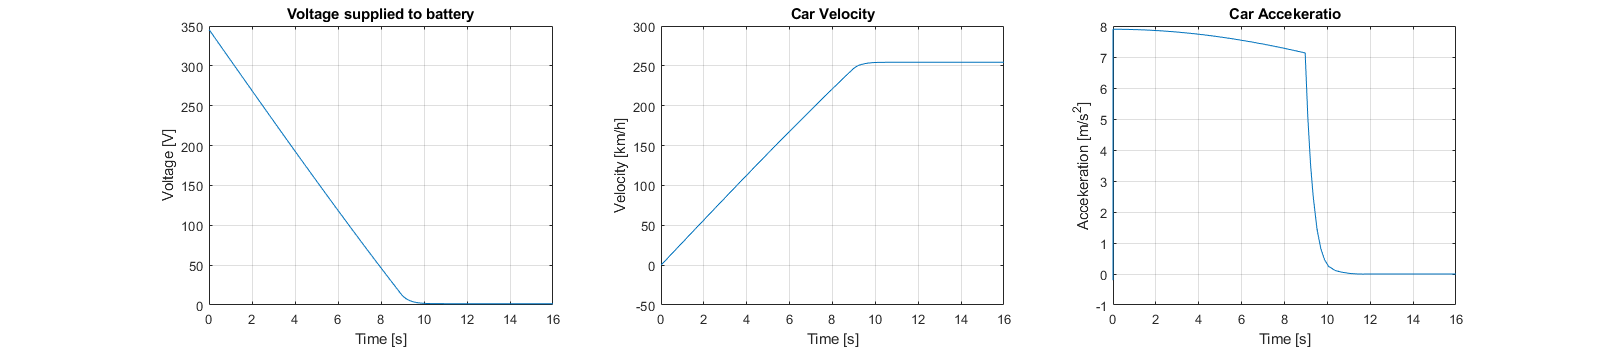 Voltage supplied to battery
Voltage [V]
350
300
250
200
150
100
50
0
0 2 4 6 8 10 12 14 16
Time [s]
Car Velocity
Velocity [km/h]
300
250
200
150
100
50
0
-50
0 2 4 6 8 10 12 14 16
Time [s]
Car Accekeratio
Accekeration [m/s²]
8
7
6
5
4
3
2
1
0
-1
0 2 4 6 8 10 12 14 16
Time [s]